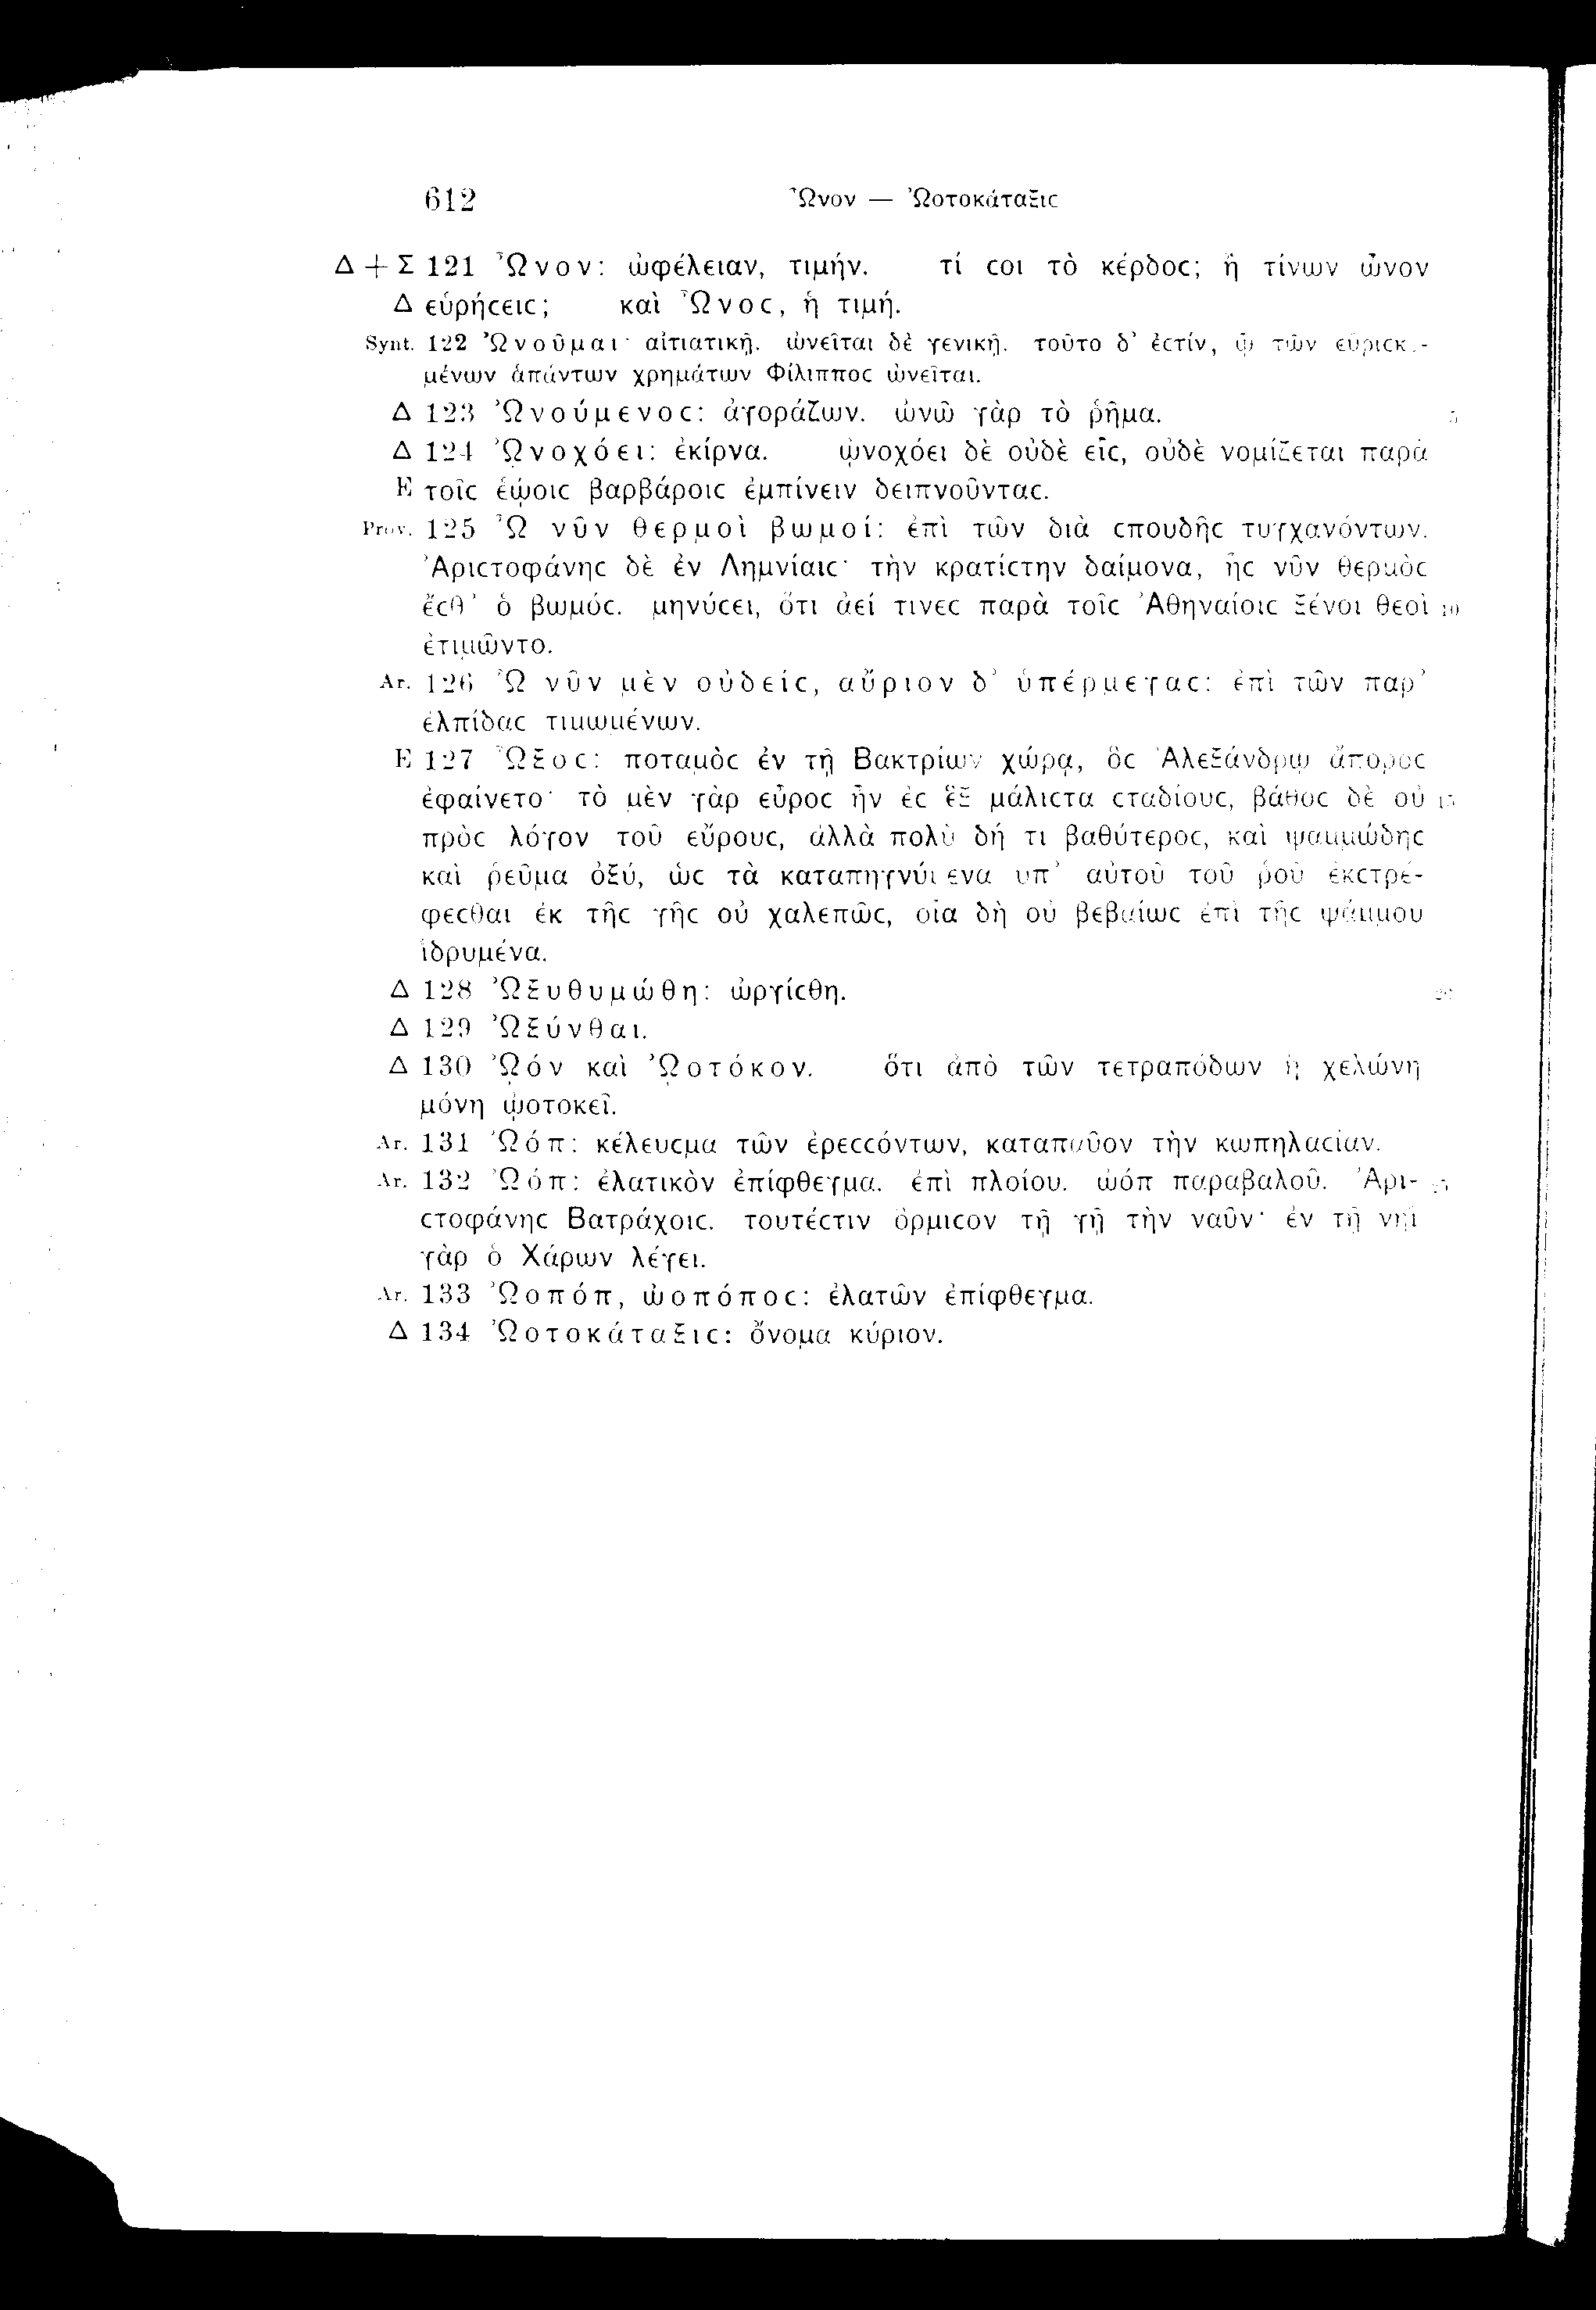 612 Ὦνον — Ὠοτοκάταξιϲ
Δ + Σ 121 Ὦνον: ὠφέλειαν, τιμήν. τί ϲοι τὸ κέρδοϲ; ἢ τίνων ὦνον
Δ εὑρήϲειϲ; καὶ Ὦνοϲ, ἡ τιμή.
Synt. 122 Ὠνοῦμαι· αἰτιατικῇ. ὠνεῖται δὲ γενικῇ. τοῦτο δ’ ἐϲτίν, ᾧ τῶν
μένων ἁπάντων χρημάτων Φίλιπποϲ ὠνεῖται.
Δ 123 Ὠνούμενοϲ: ἀγοράζων. ὠνῶ γὰρ τὸ ῥῆμα. 5
Δ 124 Ὠνοχόει: ἐκίρνα. ᾠνοχόει δὲ οὐδὲ εἷϲ, οὐδὲ νομίζεται παρὰ
Ε τοῖϲ ἑῴοιϲ βαρβάροιϲ ἐμπίνειν δειπνοῦνταϲ.
Prov. 125 Ὦ νῦν θερμοὶ βωμοί: ἐπὶ τῶν διὰ ϲπουδῆϲ τυγχανόντων.
Ἀριϲτοφάνηϲ δὲ ἐν Λημνίαιϲ· τὴν κρατίϲτην δαίμονα, ἧϲ νῦν θερμὸϲ
ἔϲθ’ ὁ βωμόϲ. μηνύϲει, ὅτι ἀεί τινεϲ παρὰ τοῖϲ Ἀθηναίοιϲ ξένοι θεοὶ 10
ἐτιμῶντο.
Ar. 126 Ὦ νῦν μὲν οὐδείϲ, αὔριον δ’ ὑπέρμεγαϲ: ἐπὶ τῶν παρ’
ἐλπίδαϲ τιμωμένων.
Ε 127 Ὦξοϲ: ποταμὸϲ ἐν τῇ Βακτρίων χώρᾳ, ὃϲ Ἀλεξάνδρῳ ἄποροϲ
ἐφαίνετο· τὸ μὲν γὰρ εὖροϲ ἦν ἐϲ ἓξ μάλιϲτα ϲταδίουϲ, βάθοϲ δὲ οὐ 15
πρὸϲ λόγον τοῦ εὔρουϲ, ἀλλὰ πολὺ δή τι βαθύτεροϲ, καὶ ψαμμώδηϲ
καὶ ῥεῦμα ὀξύ, ὡϲ τὰ καταπηγνύμενα ὑπ’ αὐτοῦ τοῦ ῥοῦ ἐκϲτρέ-
φεϲθαι ἐκ τῆϲ γῆϲ οὐ χαλεπῶϲ, οἷα δὴ οὐ βεβαίωϲ ἐπὶ τῆϲ ψάμμου
ἱδρυμένα.
Δ 128 Ὠξυθυμώθη: ὠργίϲθη. 20
Δ 129 Ὠξύνθαι.
Δ 130 Ὠόν καὶ ᾨοτόκον. ὅτι ἀπὸ τῶν τετραπόδων ἡ χελώνη
μόνη ᾠοτοκεῖ.
Ar. 131 Ὠόπ: κέλευϲμα τῶν ἐρεϲϲόντων, καταπαῦον τὴν κωπηλαϲίαν.
Ar. 132 Ὠόπ: ἐλατικὸν ἐπίφθεγμα. ἐπὶ πλοίου. ὠόπ παραβαλοῦ. Ἀρι- 25
ϲτοφάνηϲ Βατράχοιϲ. τουτέϲτιν ὅρμιϲον τῇ γῇ τὴν ναῦν· ἐν τῇ νηῒ
γὰρ ὁ Χάρων λέγει.
Ar. 133 Ὠοπόπ, ὠοπόποϲ: ἐλατῶν ἐπίφθεγμα.
Δ 134 Ὠοτοκάταξιϲ: ὄνομα κύριον.